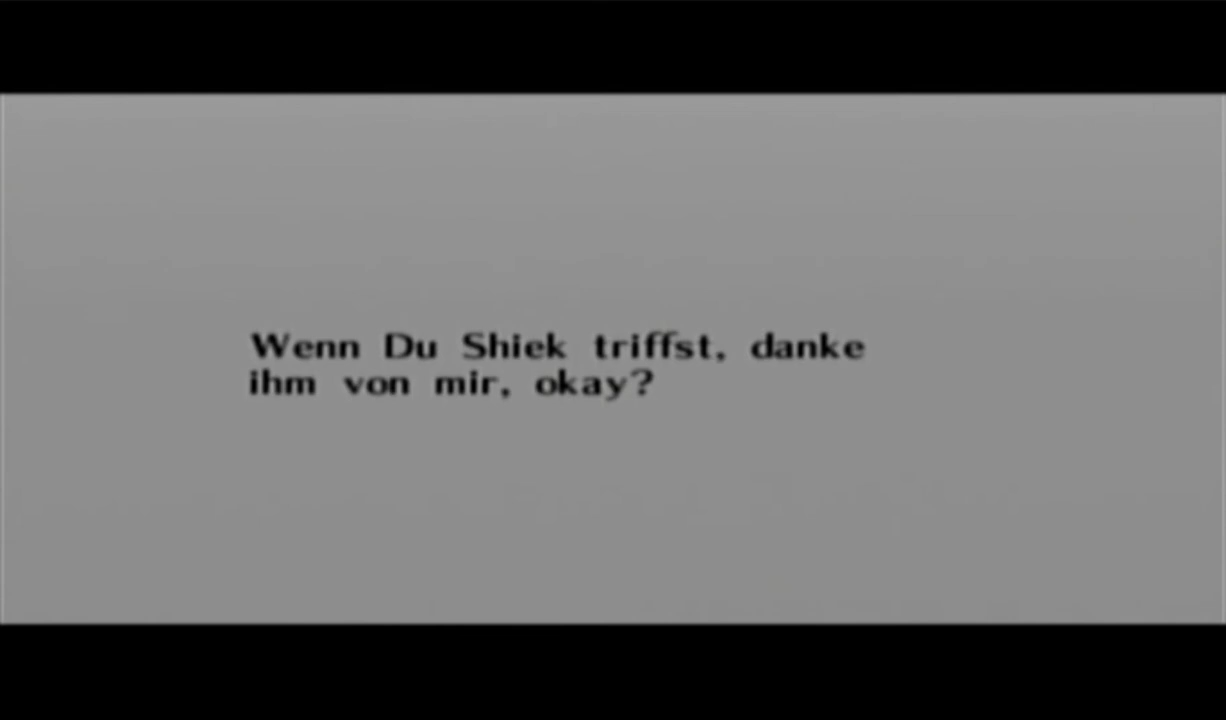 Wenn Du Shiek triffst, danke
ihm von mir, okay?